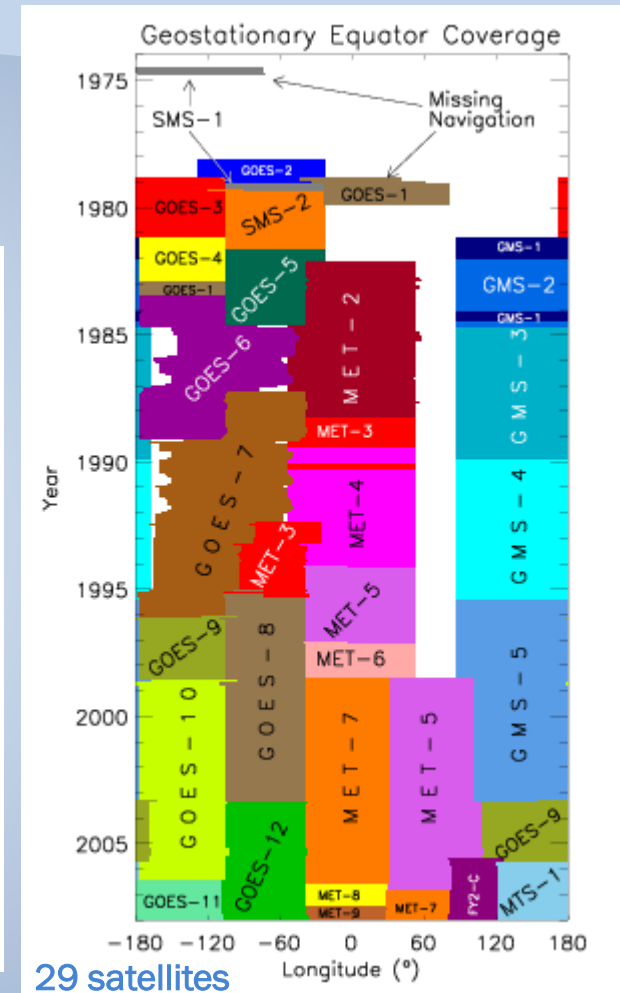 Geostationary Equator Coverage
1975
SMS-1
Missing
Navigation
GOES-2
GOES-3
GOES-1
1980
SMS-2
GOES-4
GMS-1
GOES-5
GOES-1
GMS-2
GMS-1
1985
GOES-6
MET-2
GMS-3
MET-3
1990
Year
GOES-7
MET-4
GMS-4
MET-3
1995
MET-5
GOES-9
GOES-8
MET-6
GMS-5
2000
GOES-10
MET-7
MET-5
2005
GOES-12
GOES-9
GOES-11
MET-8
MET-9
MET-7
FY2-C
MTS-1
-180 -120 -60 0 60 120 180
Longitude (°)
29 satellites